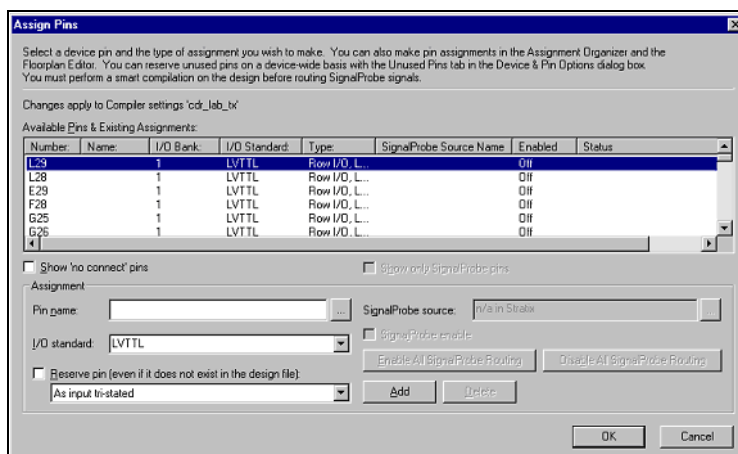 Assign Pins
Select a device pin and the type of assignment you wish to make. You can also make pin assignments in the Assignment Organizer and the
Floorplan Editor. You can reserve unused pins on a device-wide basis with the Unused Pins tab in the Device & Pin Options dialog box.
You must perform a smart compilation on the design before routing SignalProbe signals.
Changes apply to Compiler settings 'cdr_lab_tx'
Available Pins & Existing Assignments:
Number: Name: I/O Bank: I/O Standard: Type: SignalProbe Source Name Enabled Status
L29 1 LVTTL Row I/O, L... Off
L28 1 LVTTL Row I/O, L... Off
E29 1 LVTTL Row I/O, L... Off
F28 1 LVTTL Row I/O, L... Off
G25 1 LVTTL Row I/O, L... Off
G26 1 LVTTL Row I/O, L... Off
Show 'no connect' pins
Show only SignalProbe pins
Assignment
Pin name: ...
SignalProbe source: n/a in Stratix ...
I/O standard: LVTTL
SignalProbe enable
Enable All SignalProbe Routing Disable All SignalProbe Routing
Reserve pin (even if it does not exist in the design file):
As input tri-stated
Add Delete
OK Cancel